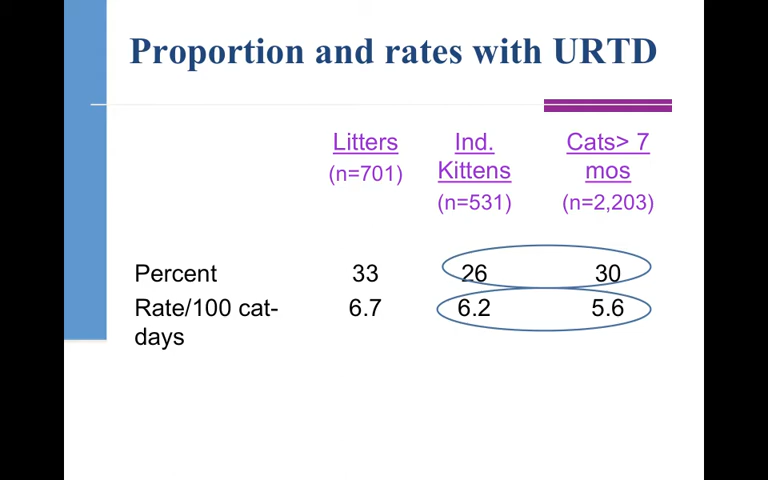 Proportion and rates with URTD
Litters
(n=701)
Ind.
Kittens
(n=531)
Cats> 7
mos
(n=2,203)
Percent 33 26 30
Rate/100 cat- 6.7 6.2 5.6
days